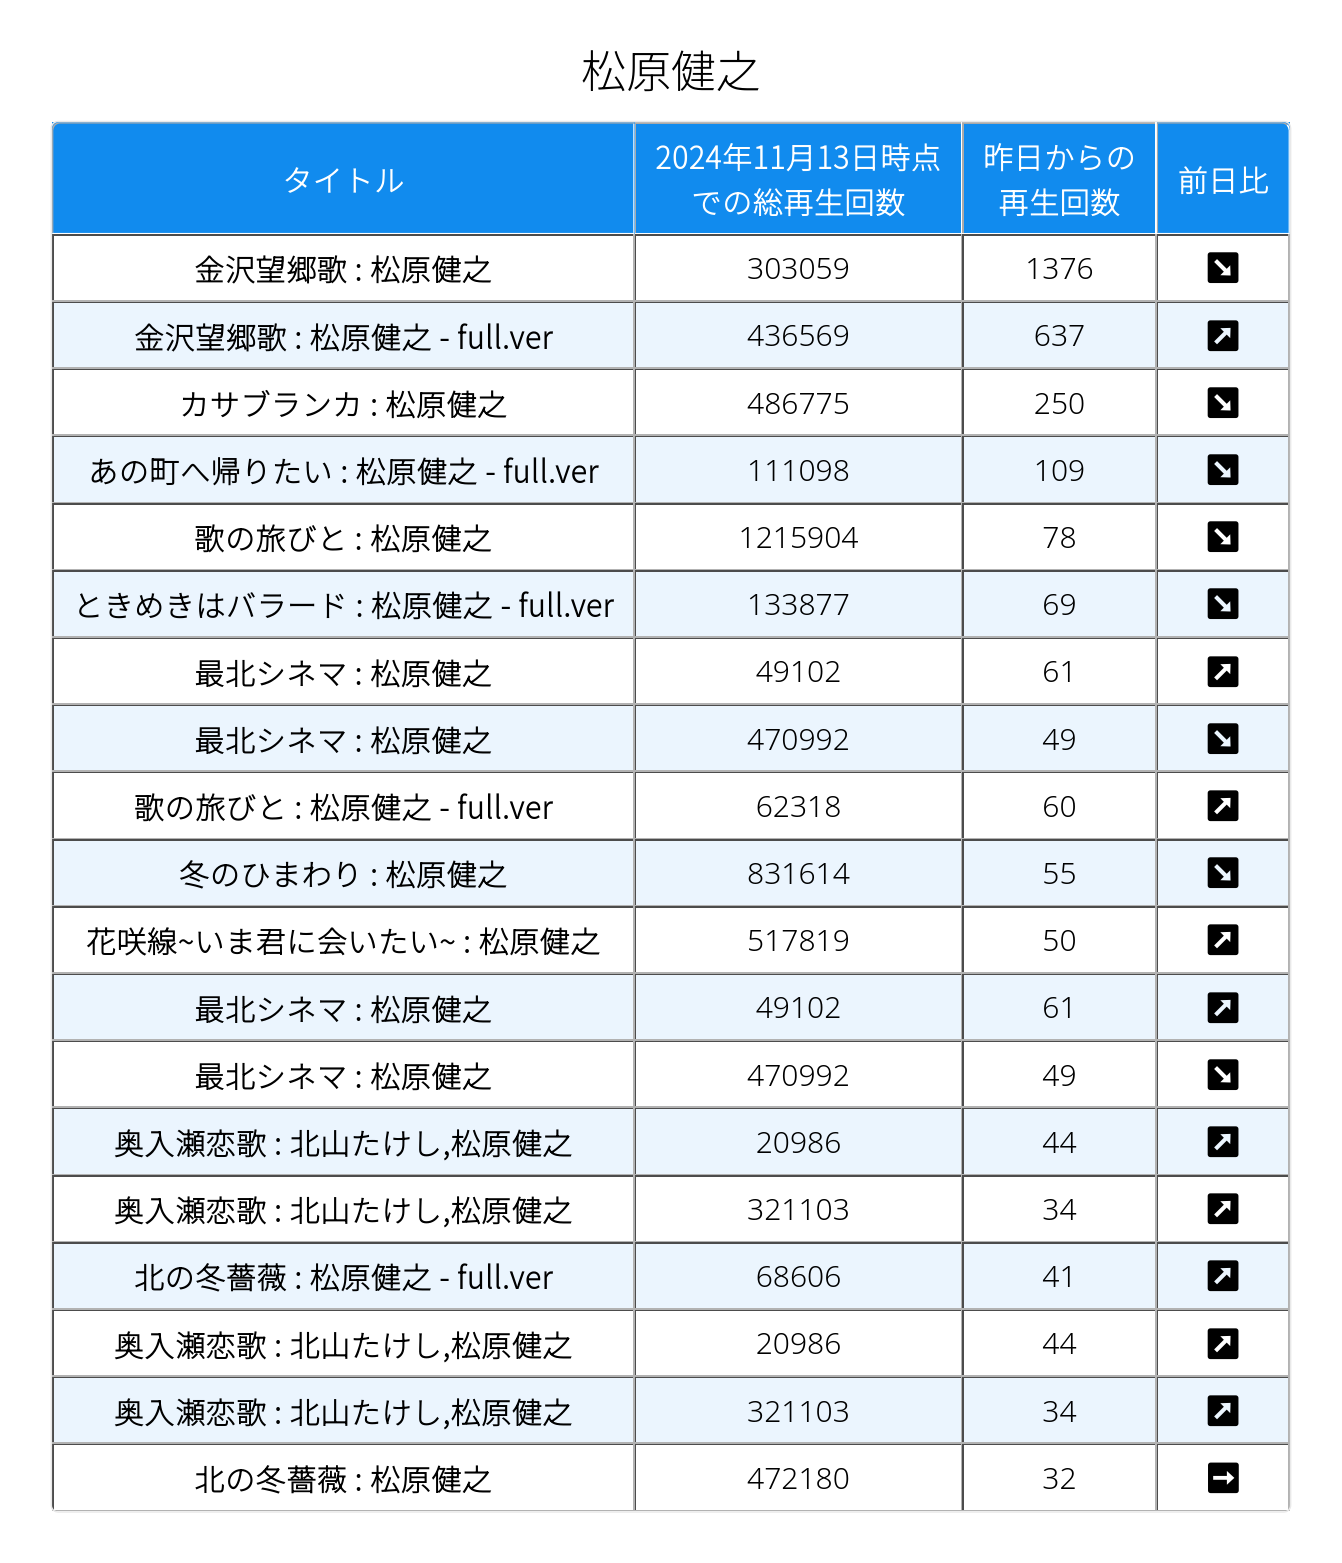 松原健之
タイトル 2024年11月13日時点での総再生回数 昨日からの再生回数 前日比
金沢望郷歌 : 松原健之 303059 1376 ↘
金沢望郷歌 : 松原健之 - full.ver 436569 637 ↗
カサブランカ : 松原健之 486775 250 ↘
あの町へ帰りたい : 松原健之 - full.ver 111098 109 ↘
歌の旅びと : 松原健之 1215904 78 ↘
ときめきはバラード : 松原健之 - full.ver 133877 69 ↘
最北シネマ : 松原健之 49102 61 ↗
最北シネマ : 松原健之 470992 49 ↘
歌の旅びと : 松原健之 - full.ver 62318 60 ↗
冬のひまわり : 松原健之 831614 55 ↘
花咲線~いま君に会いたい~ : 松原健之 517819 50 ↗
最北シネマ : 松原健之 49102 61 ↗
最北シネマ : 松原健之 470992 49 ↘
奥入瀬恋歌 : 北山たけし,松原健之 20986 44 ↗
奥入瀬恋歌 : 北山たけし,松原健之 321103 34 ↗
北の冬薔薇 : 松原健之 - full.ver 68606 41 ↗
奥入瀬恋歌 : 北山たけし,松原健之 20986 44 ↗
奥入瀬恋歌 : 北山たけし,松原健之 321103 34 ↗
北の冬薔薇 : 松原健之 472180 32 →